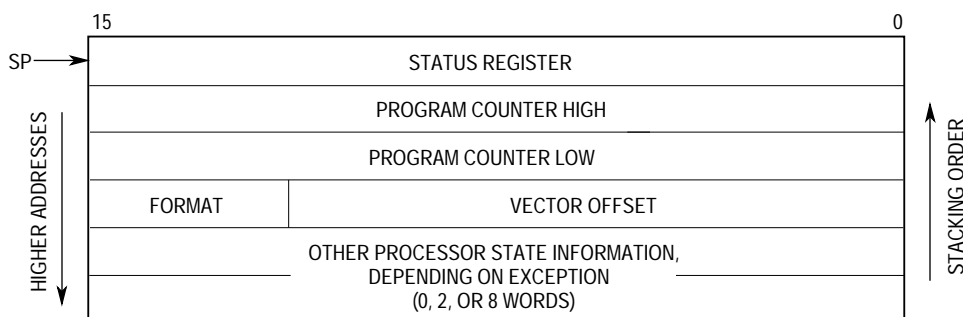 15 0
SP
STATUS REGISTER
PROGRAM COUNTER HIGH
PROGRAM COUNTER LOW
FORMAT VECTOR OFFSET
OTHER PROCESSOR STATE INFORMATION,
DEPENDING ON EXCEPTION
(0, 2, OR 8 WORDS)
HIGHER ADDRESSES
STACKING ORDER